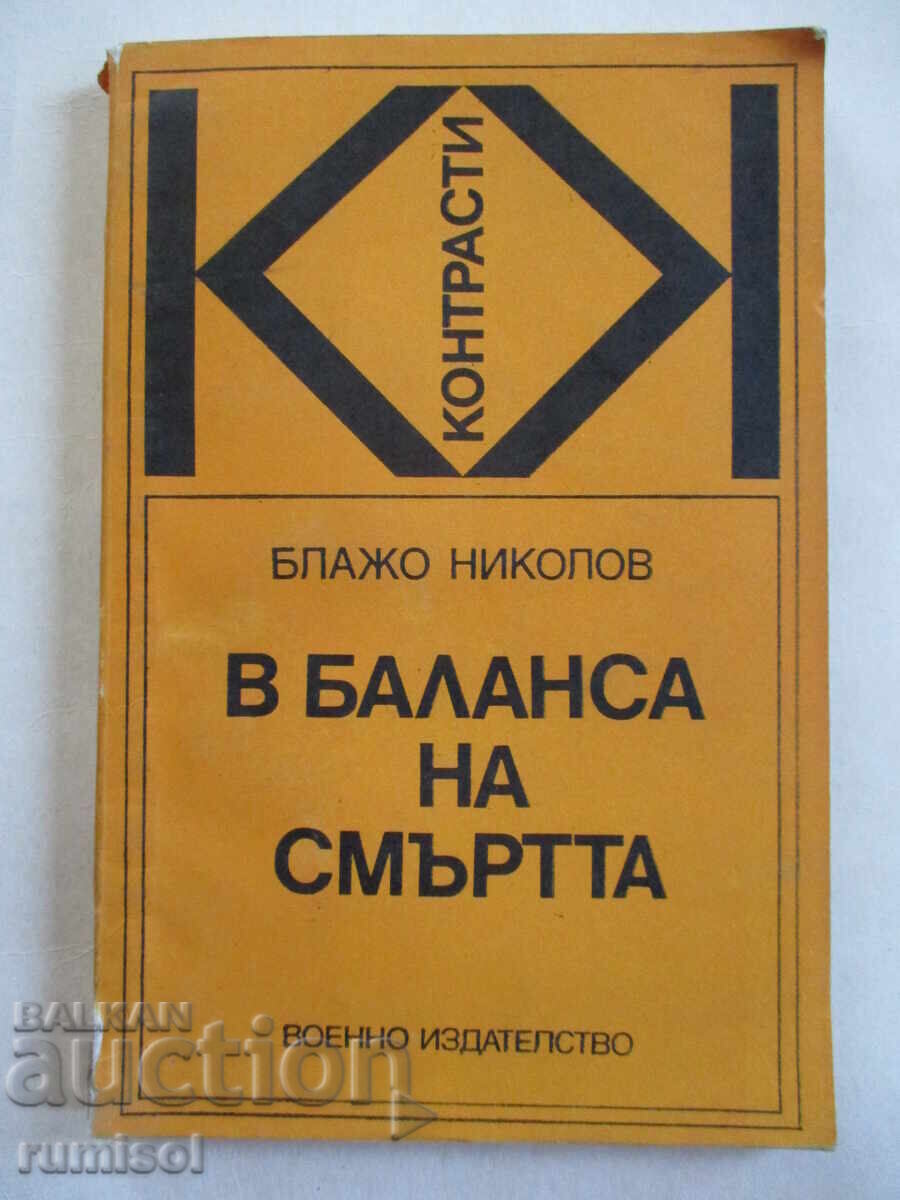 КОНТРАСТИ
БЛАЖО НИКОЛОВ
В БАЛАНСА
НА
СМЪРТТА
ВОЕННО ИЗДАТЕЛСТВО
BALKAN
auction
rumisol